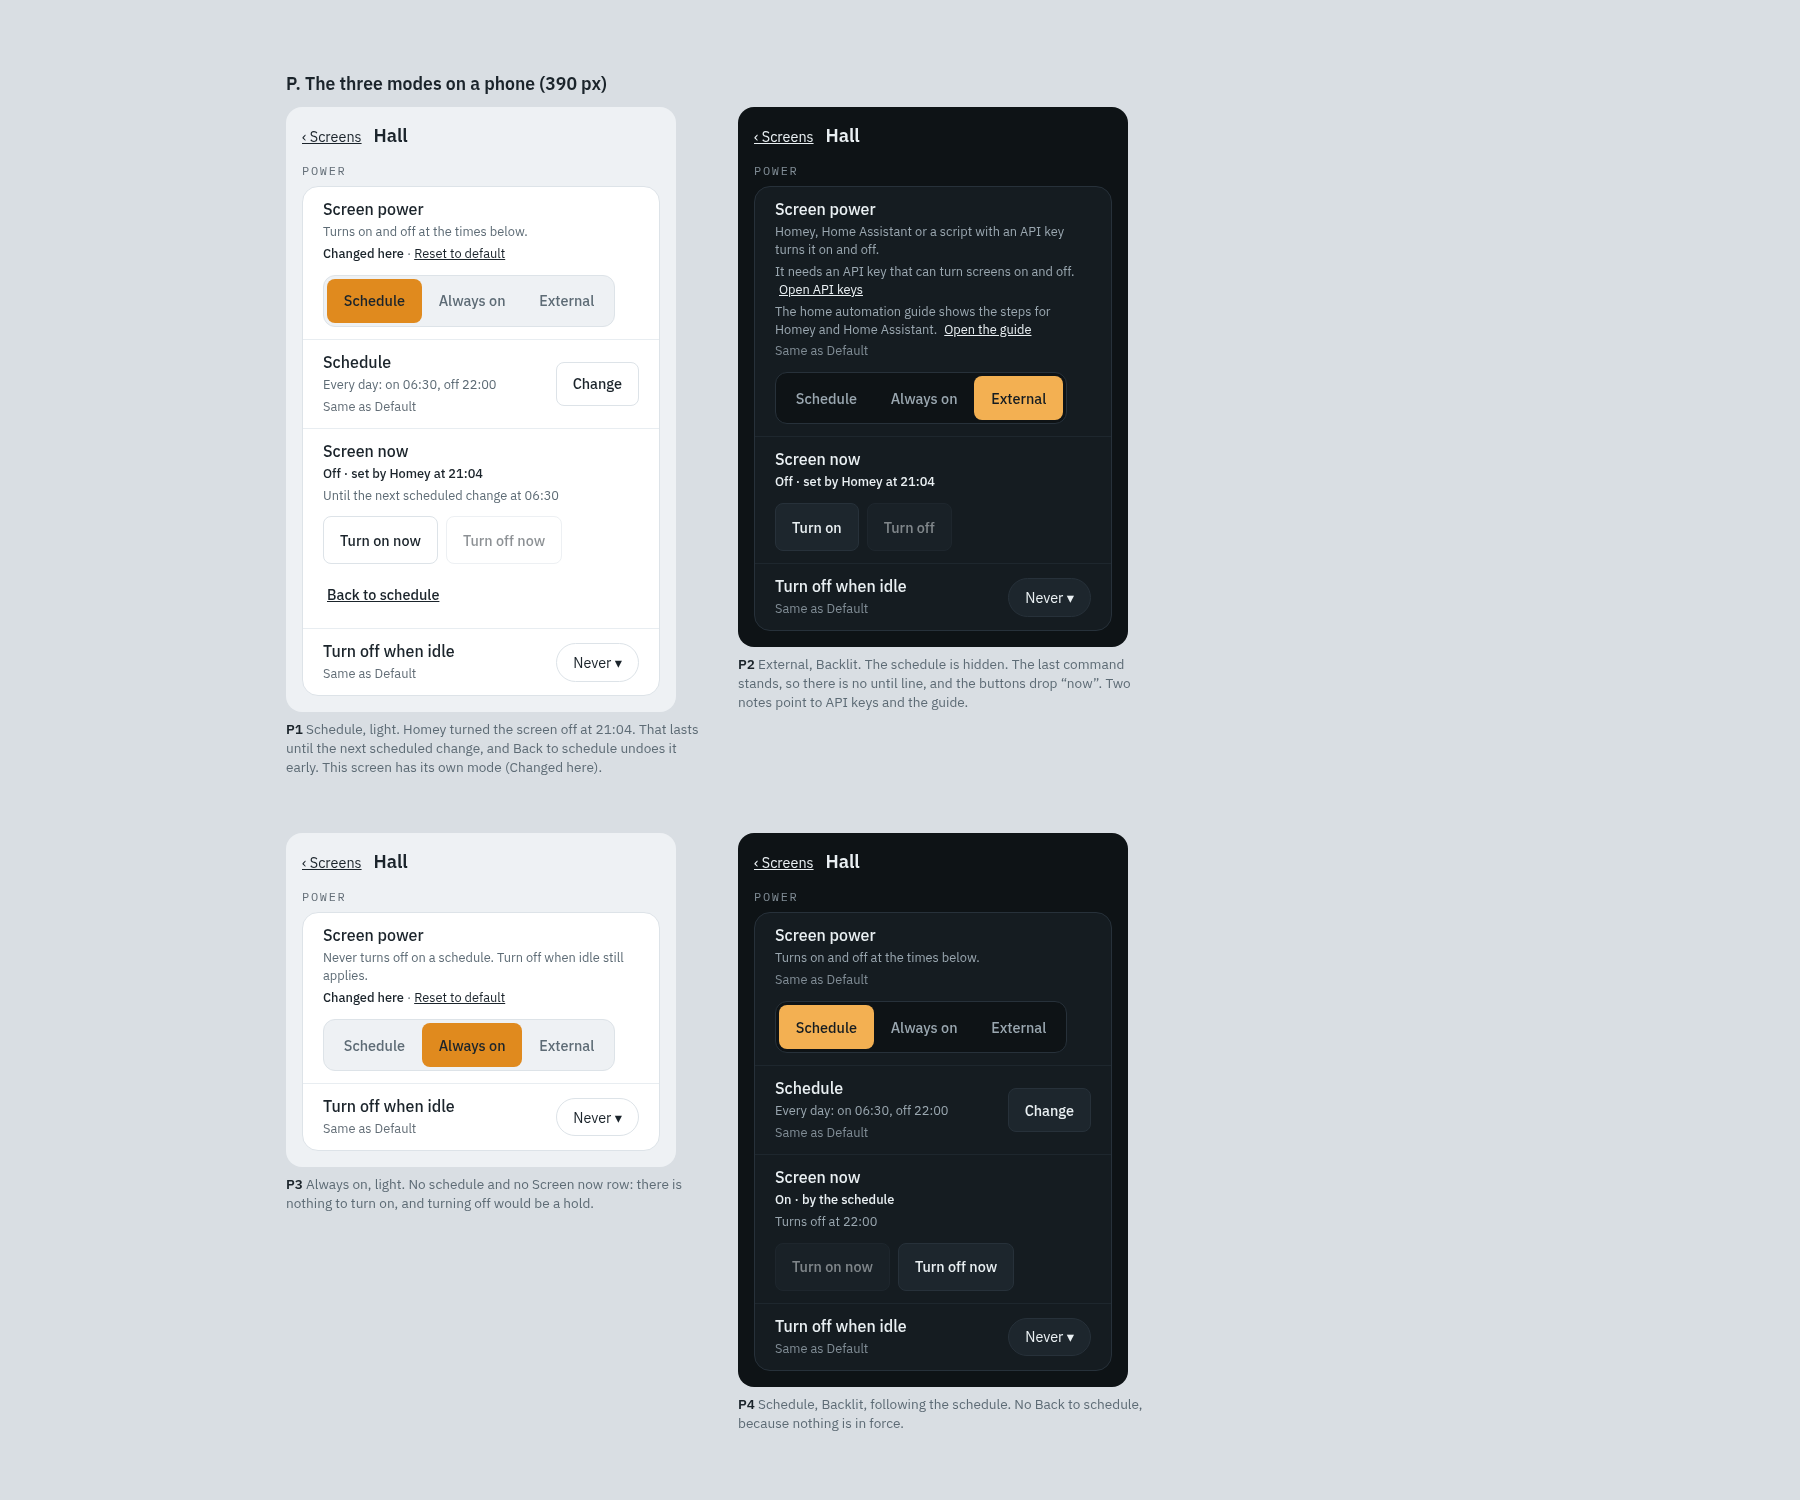 P. The three modes on a phone (390 px)
‹ Screens Hall
POWER
Screen power
Turns on and off at the times below.
Changed here · Reset to default
Schedule Always on External
Schedule
Every day: on 06:30, off 22:00
Same as Default
Change
Screen now
Off · set by Homey at 21:04
Until the next scheduled change at 06:30
Turn on now Turn off now
Back to schedule
Turn off when idle
Same as Default
Never ▾
P1 Schedule, light. Homey turned the screen off at 21:04. That lasts
until the next scheduled change, and Back to schedule undoes it
early. This screen has its own mode (Changed here).
‹ Screens Hall
POWER
Screen power
Homey, Home Assistant or a script with an API key
turns it on and off.
It needs an API key that can turn screens on and off.
Open API keys
The home automation guide shows the steps for
Homey and Home Assistant. Open the guide
Same as Default
Schedule Always on External
Screen now
Off · set by Homey at 21:04
Turn on Turn off
Turn off when idle
Same as Default
Never ▾
P2 External, Backlit. The schedule is hidden. The last command
stands, so there is no until line, and the buttons drop “now”. Two
notes point to API keys and the guide.
‹ Screens Hall
POWER
Screen power
Never turns off on a schedule. Turn off when idle still
applies.
Changed here · Reset to default
Schedule Always on External
Turn off when idle
Same as Default
Never ▾
P3 Always on, light. No schedule and no Screen now row: there is
nothing to turn on, and turning off would be a hold.
‹ Screens Hall
POWER
Screen power
Turns on and off at the times below.
Same as Default
Schedule Always on External
Schedule
Every day: on 06:30, off 22:00
Same as Default
Change
Screen now
On · by the schedule
Turns off at 22:00
Turn on now Turn off now
Turn off when idle
Same as Default
Never ▾
P4 Schedule, Backlit, following the schedule. No Back to schedule,
because nothing is in force.